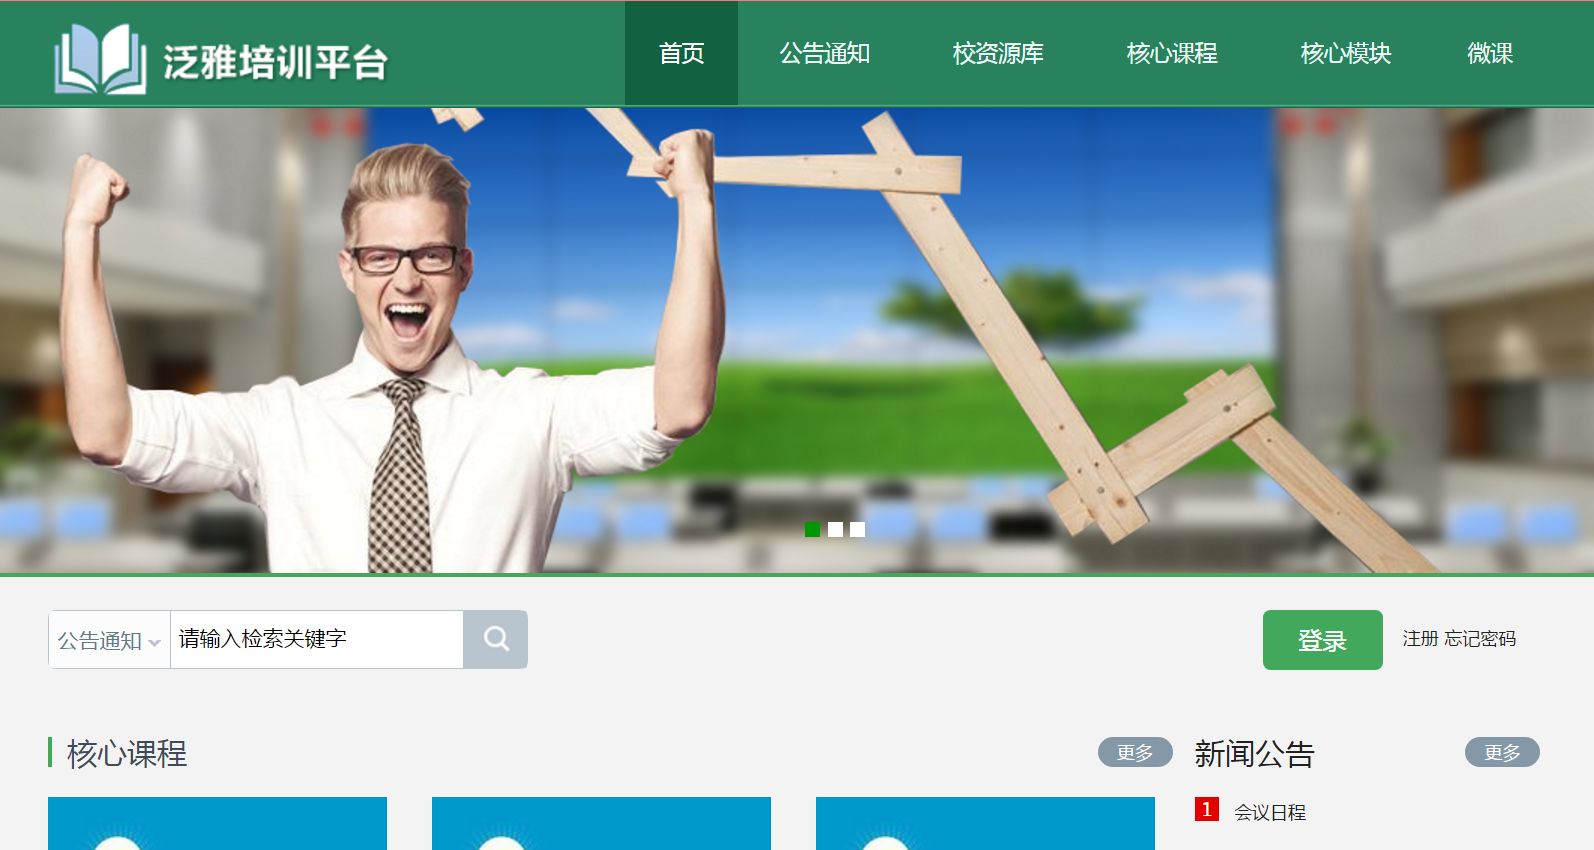 泛雅培训平台
首页 公告通知 校资源库 核心课程 核心模块 微课
公告通知 请输入检索关键字 登录 注册 忘记密码
核心课程 更多
新闻公告 更多
1 会议日程